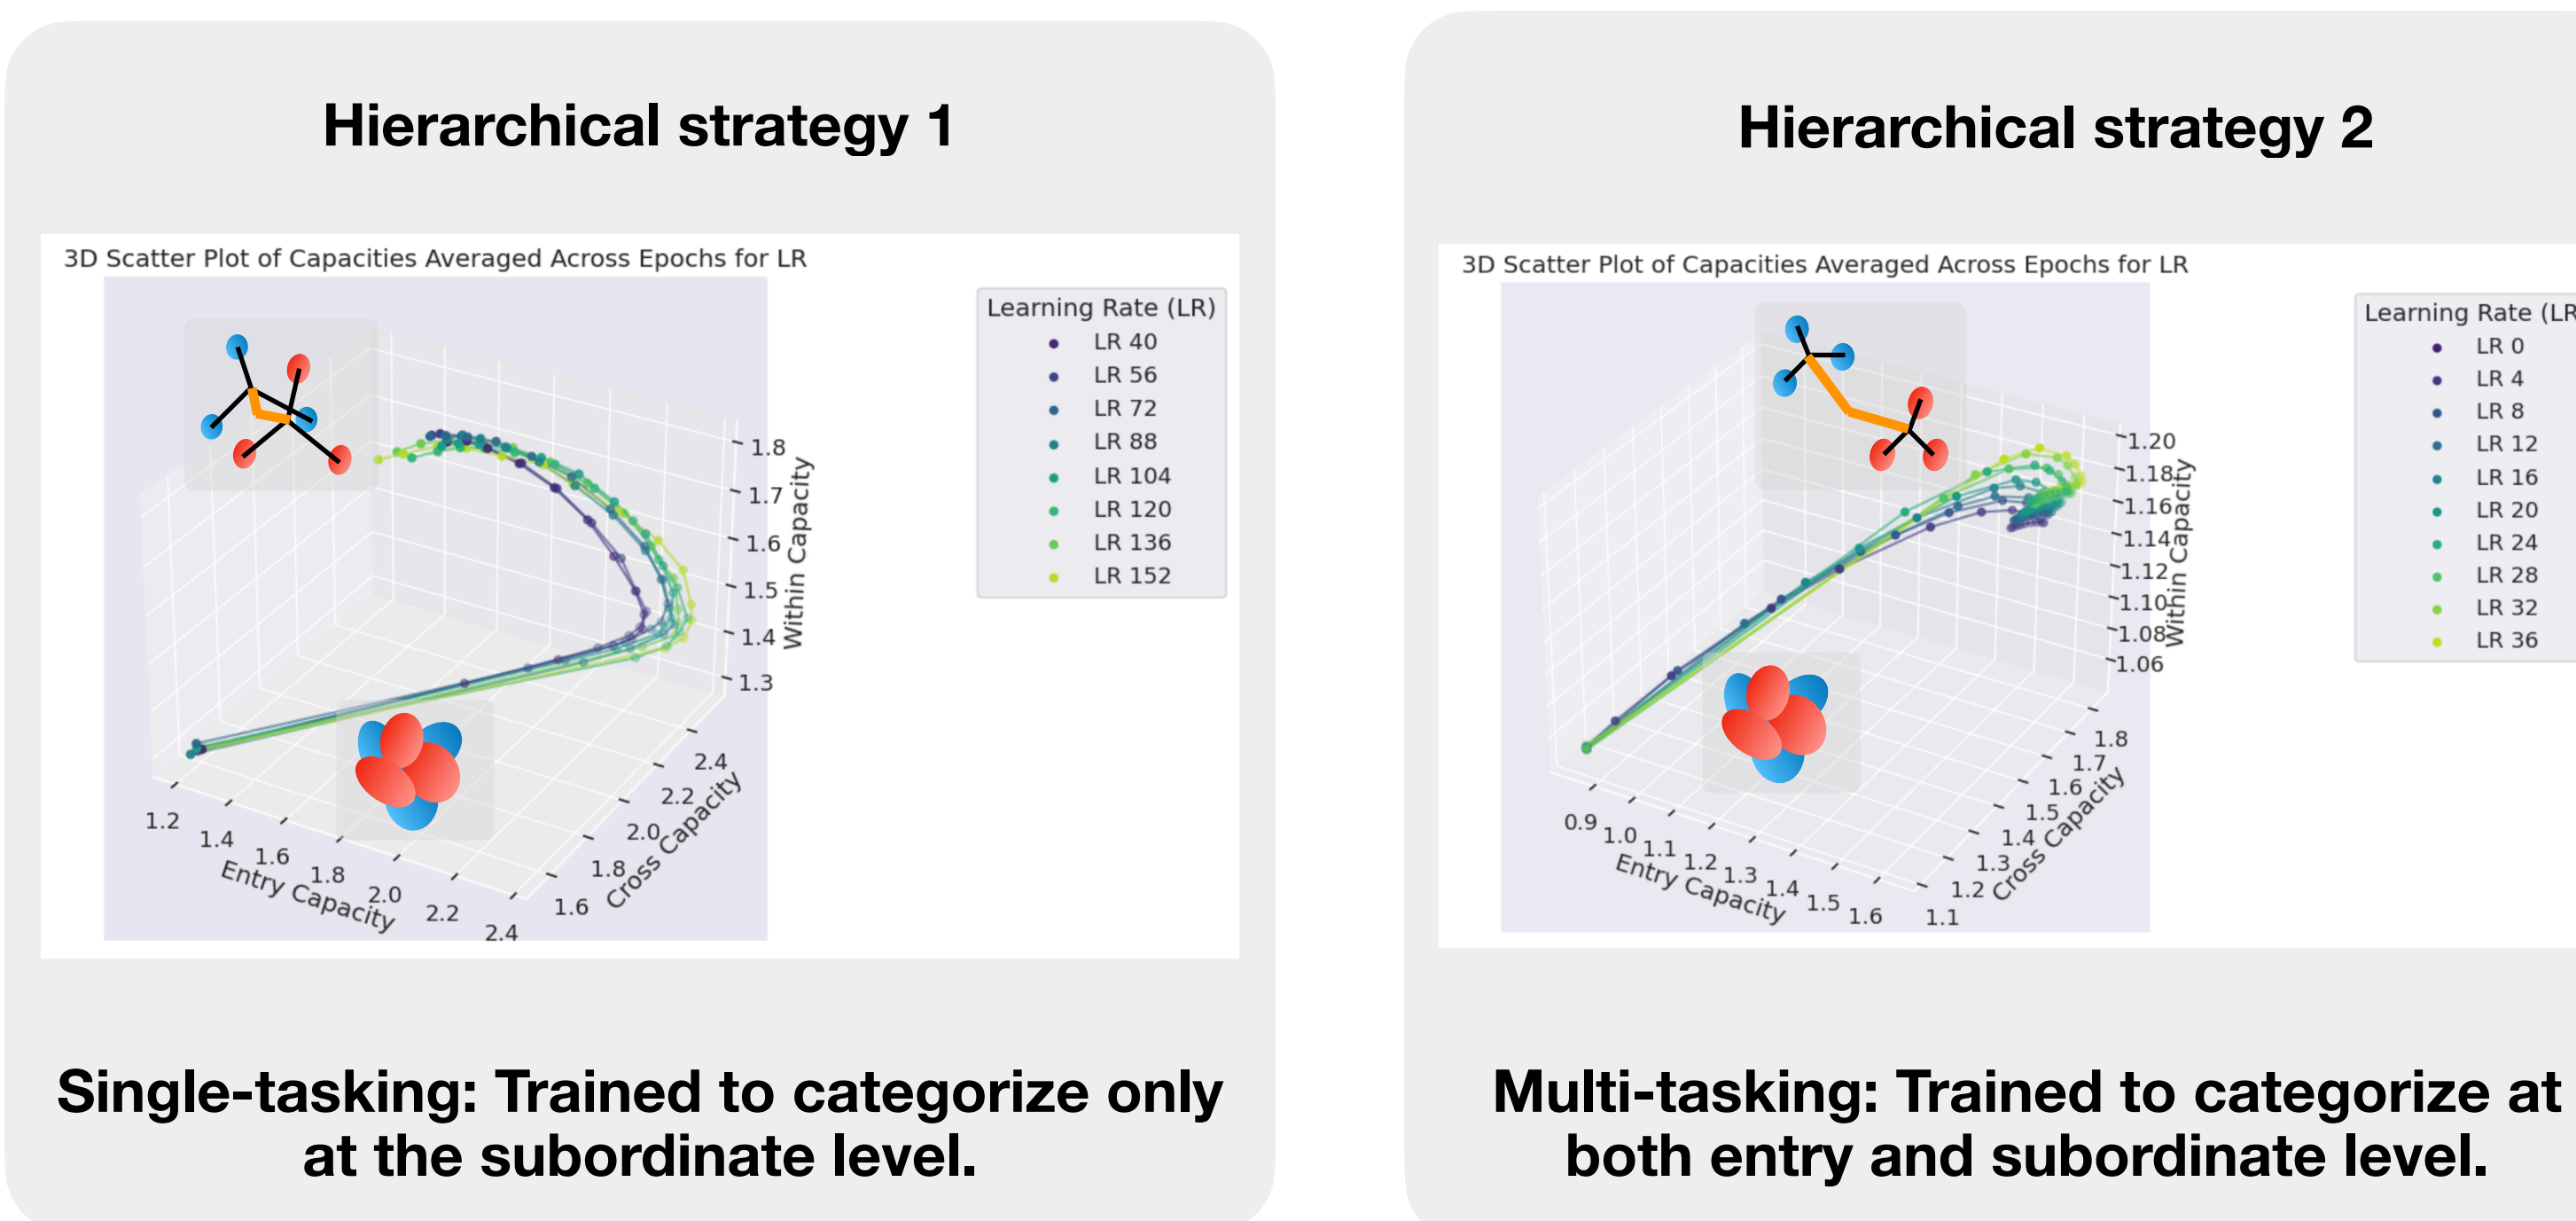 Hierarchical strategy 1
3D Scatter Plot of Capacities Averaged Across Epochs for LR
Learning Rate (LR)
LR 40
LR 56
LR 72
LR 88
LR 104
LR 120
LR 136
LR 152
1.8
1.7
1.6
1.5
1.4
1.3
Within Capacity
2.4
2.2
2.0
1.8
1.6
Cross Capacity
1.2
1.4
1.6
1.8
2.0
2.2
2.4
Entry Capacity
Single-tasking: Trained to categorize only
at the subordinate level.
Hierarchical strategy 2
3D Scatter Plot of Capacities Averaged Across Epochs for LR
Learning Rate (LR
LR 0
LR 4
LR 8
LR 12
LR 16
LR 20
LR 24
LR 28
LR 32
LR 36
1.20
1.18
1.16
1.14
1.12
1.10
1.08
1.06
Within Capacity
1.8
1.7
1.6
1.5
1.4
1.3
1.2
1.1
Cross Capacity
0.9
1.0
1.1
1.2
1.3
1.4
1.5
1.6
Entry Capacity
Multi-tasking: Trained to categorize at
both entry and subordinate level.